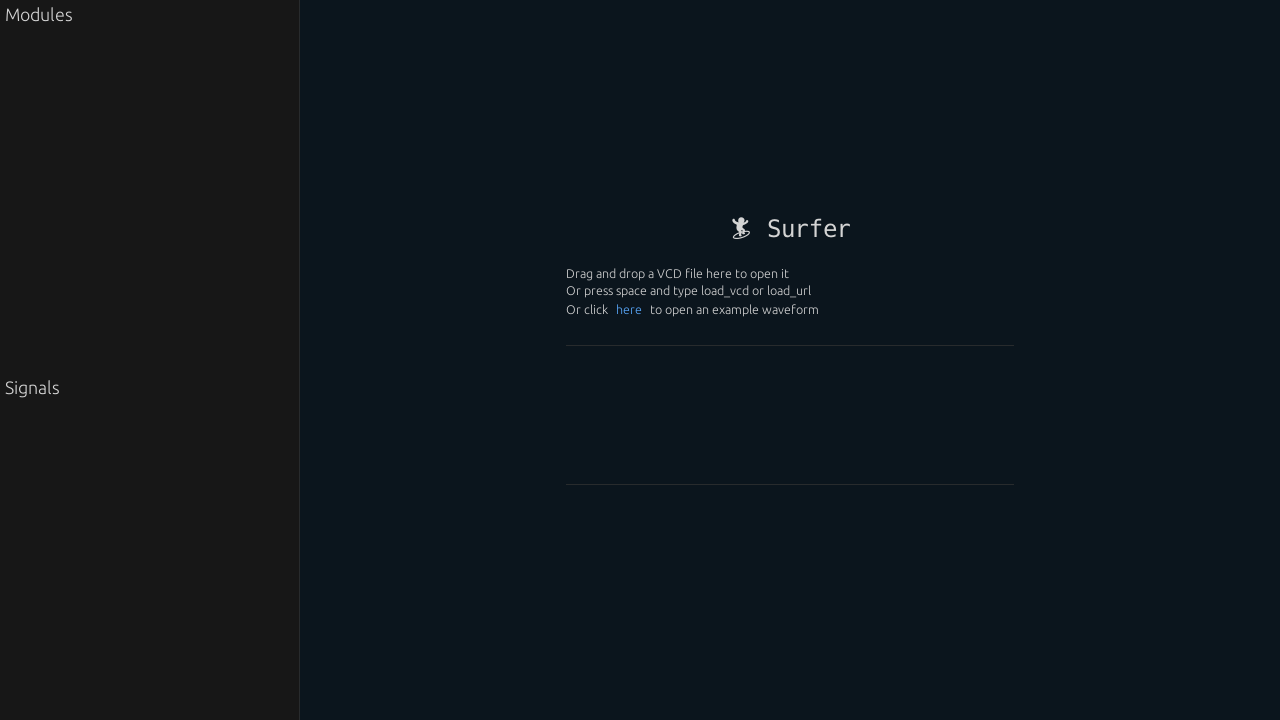 Modules
Surfer
Drag and drop a VCD file here to open it
Or press space and type load_vcd or load_url
Or click here to open an example waveform
Signals